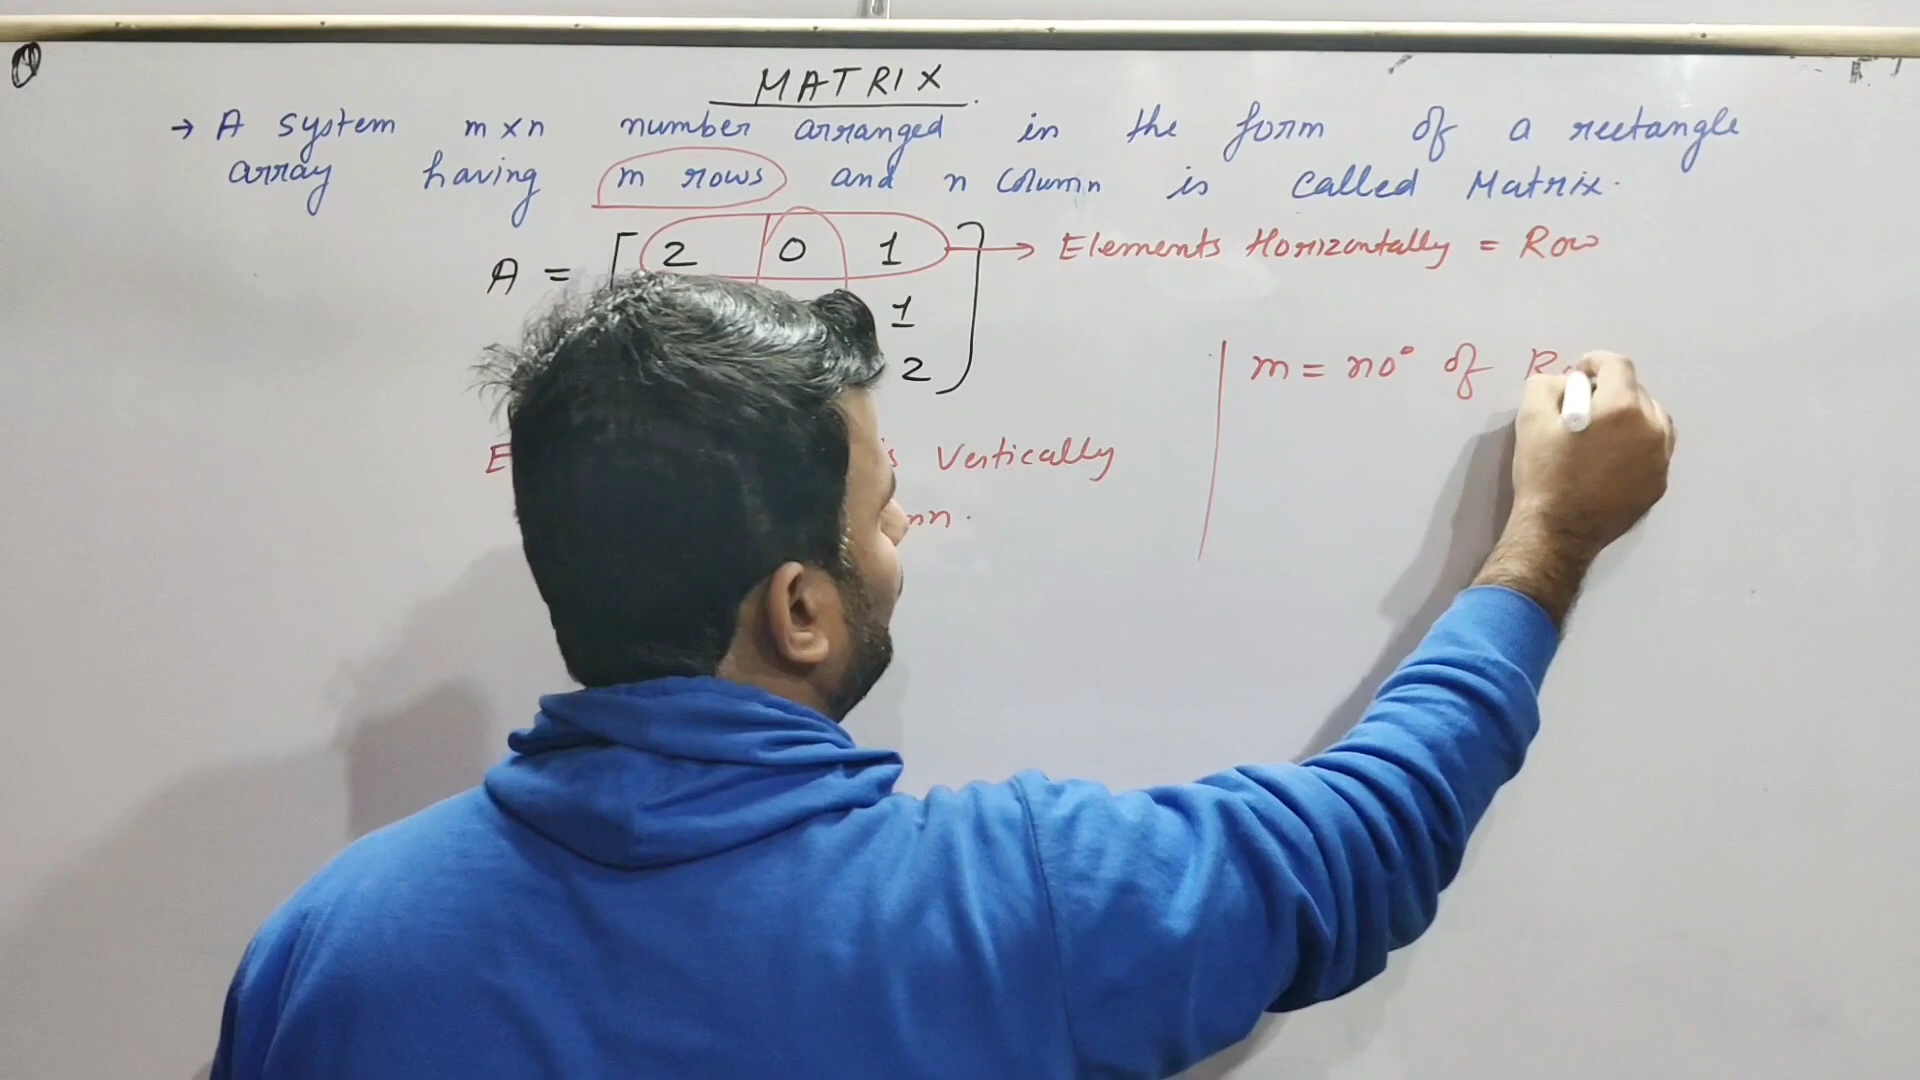 MATRIX
→ A system m x n number arranged in the form of a rectangle
array having m rows and n column is called Matrix.
A = [ 2 0 1 ] → Elements Horizontally = Row
1
2
m = no° of
Vertically